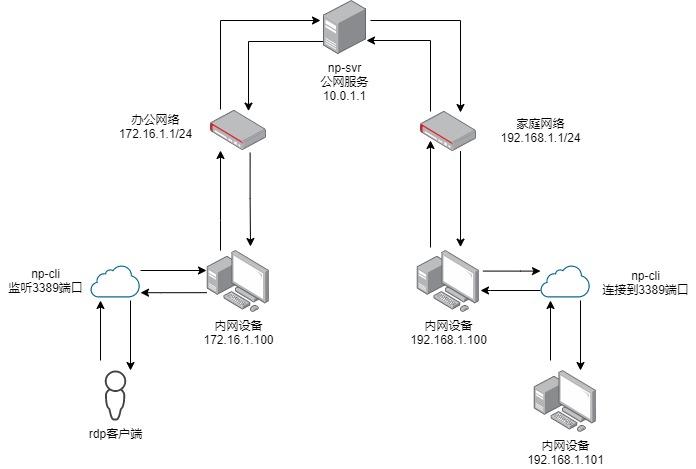 np-svr
公网服务
10.0.1.1
办公网络
172.16.1.1/24
家庭网络
192.168.1.1/24
np-cli
监听3389端口
内网设备
172.16.1.100
内网设备
192.168.1.100
np-cli
连接到3389端口
rdp客户端
内网设备
192.168.1.101